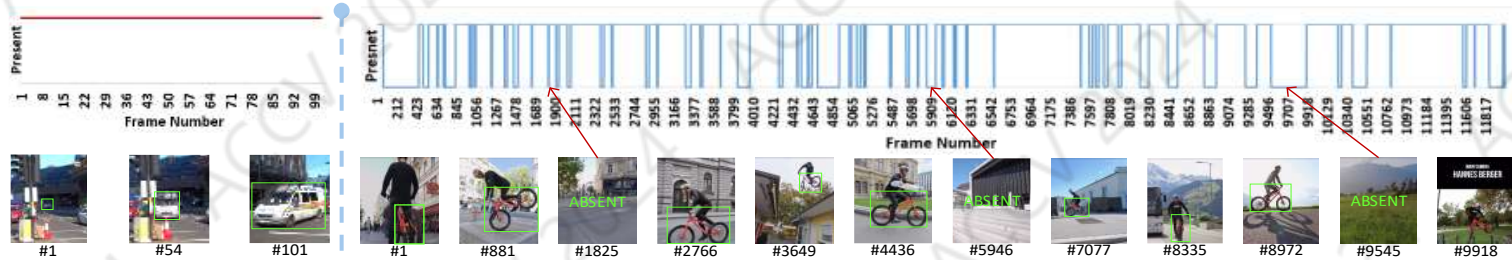 Present
1 8 15 22 29 36 43 50 57 64 71 78 85 92 99
Frame Number
#1 #54 #101
Presnet
1 212 423 634 845 1056 1267 1478 1689 1900 2111 2322 2533 2744 2955 3166 3377 3588 3799 4010 4221 4432 4643 4854 5065 5276 5487 5698 5909 6120 6331 6542 6753 6964 7175 7386 7597 7808 8019 8230 8441 8652 8863 9074 9285 9496 9707 9918 10129 10340 10551 10762 10973 11184 11395 11606 11817
Frame Number
ABSENT ABSENT ABSENT
HANNES BERGER
#1 #881 #1825 #2766 #3649 #4436 #5946 #7077 #8335 #8972 #9545 #9918
ACCV 2024